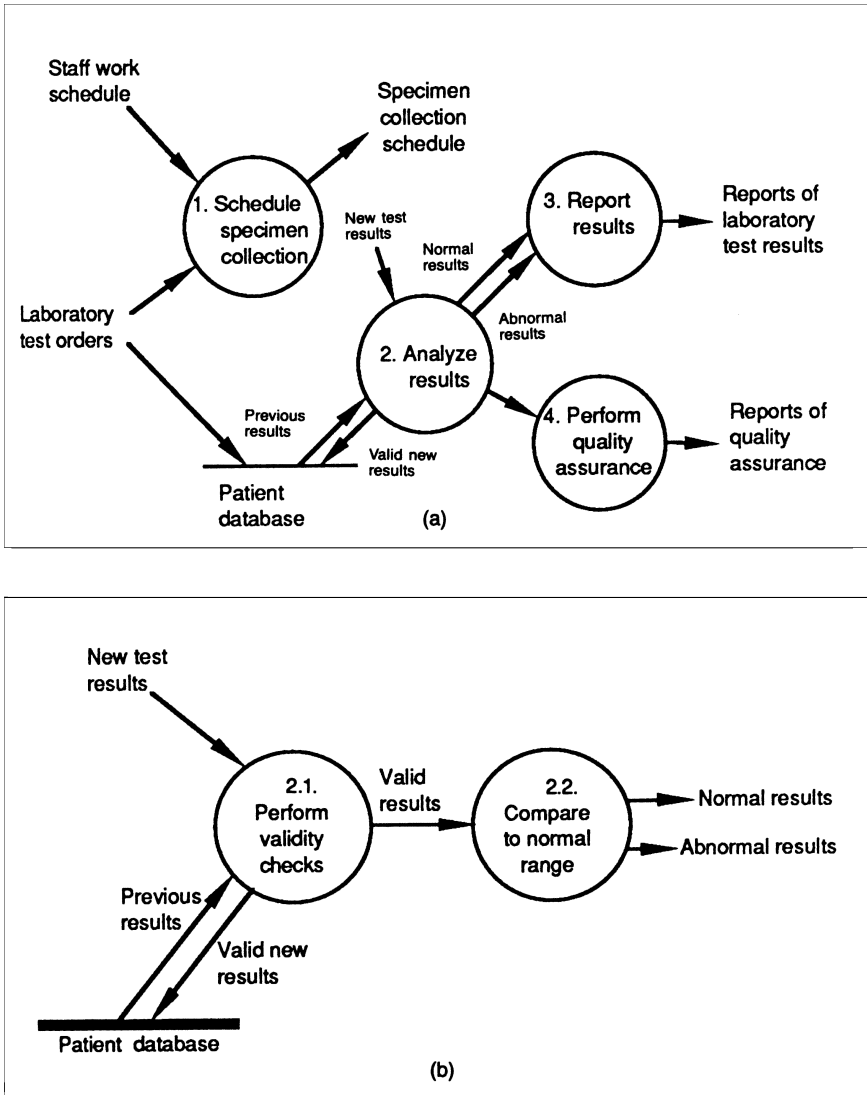 Staff work
schedule
Specimen
collection
schedule
1. Schedule
specimen
collection
New test
results
Normal
results
3. Report
results
Reports of
laboratory
test results
Laboratory
test orders
Abnormal
results
2. Analyze
results
Previous
results
Valid new
results
4. Perform
quality
assurance
Reports of
quality
assurance
Patient
database
(a)
New test
results
2.1.
Perform
validity
checks
Valid
results
2.2.
Compare
to normal
range
Normal results
Abnormal results
Previous
results
Valid new
results
Patient database
(b)